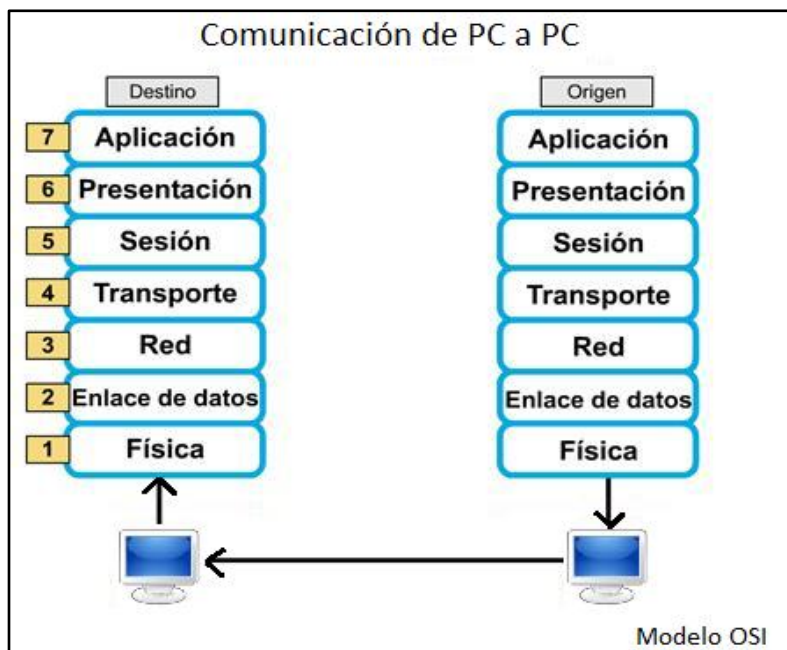 Comunicación de PC a PC
Destino
Origen
7 Aplicación
Aplicación
6 Presentación
Presentación
5 Sesión
Sesión
4 Transporte
Transporte
3 Red
Red
2 Enlace de datos
Enlace de datos
1 Física
Física
Modelo OSI